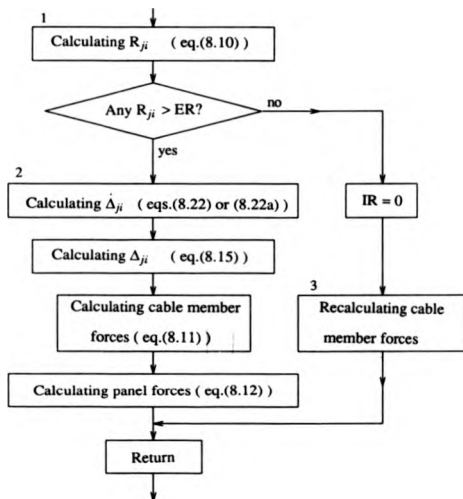 1
Calculating R_ji ( eq.(8.10) )
Any R_ji > ER?
no
yes
2
Calculating Δ̇_ji ( eqs.(8.22) or (8.22a) )
IR = 0
Calculating Δ_ji ( eq.(8.15) )
Calculating cable member
forces ( eq.(8.11) )
3
Recalculating cable
member forces
Calculating panel forces ( eq.(8.12) )
Return